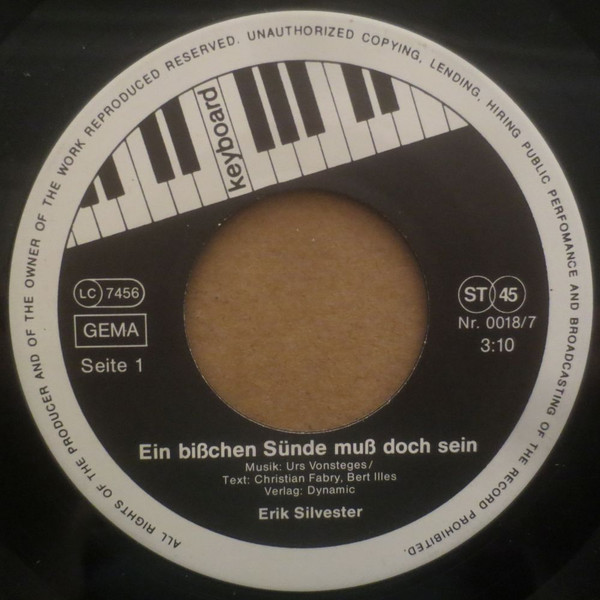 ALL RIGHTS OF THE PRODUCER AND OF THE OWNER OF THE WORK REPRODUCED RESERVED. UNAUTHORIZED COPYING, LENDING, HIRING PUBLIC PERFOMANCE AND BROADCASTING OF THE RECORD PROHIBITED.
keyboard
LC 7456
GEMA
Seite 1
ST 45
Nr. 0018/7
3:10
Ein bißchen Sünde muß doch sein
Musik: Urs Vonsteges/
Text: Christian Fabry, Bert Illes
Verlag: Dynamic
Erik Silvester